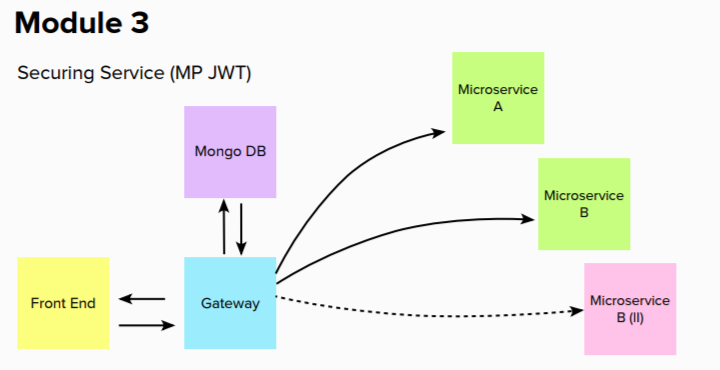 Module 3
Securing Service (MP JWT)
Microservice
A
Mongo DB
Microservice
B
Front End
Gateway
Microservice
B (II)